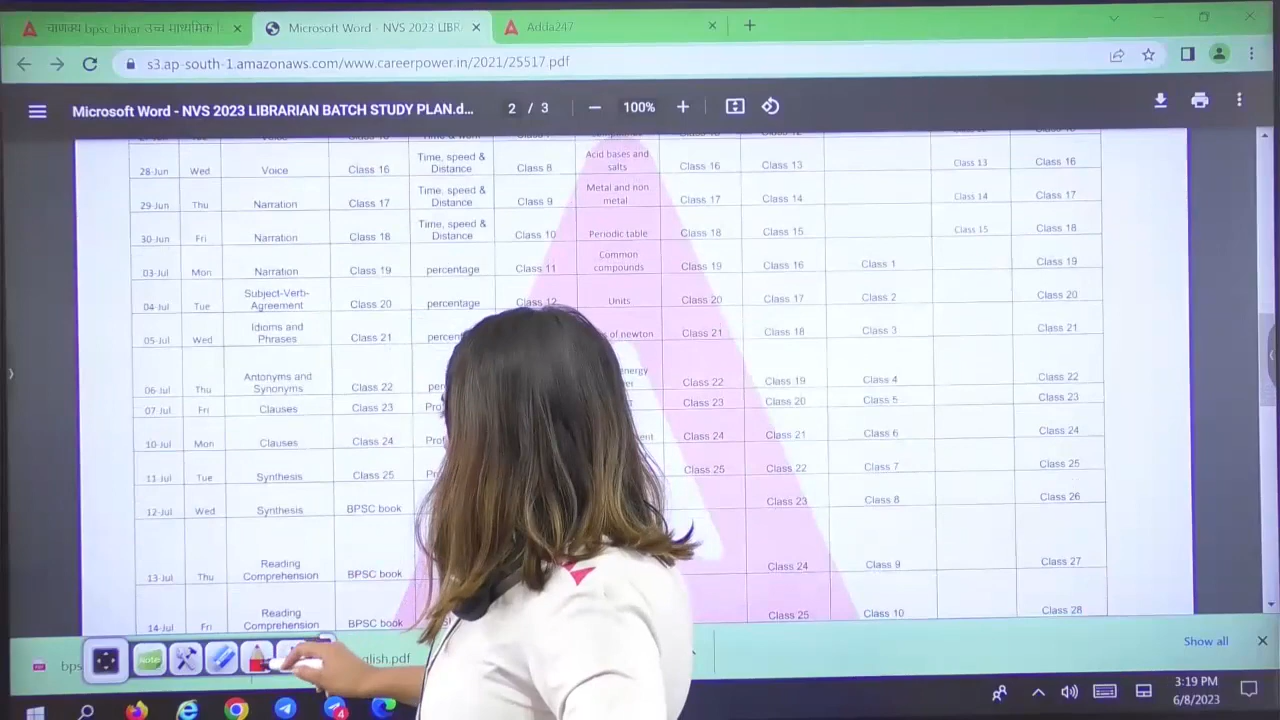 चाणक्य bpsc bihar उच्च माध्यमिक
Microsoft Word - NVS 2023 LIBR
Adda247
s3.ap-south-1.amazonaws.com/www.careerpower.in/2021/25517.pdf
Microsoft Word - NVS 2023 LIBRARIAN BATCH STUDY PLAN.d...
2 / 3
100%
28-Jun Wed Voice Class 16 Time, speed & Distance Class 8 Acid bases and salts Class 16 Class 13 Class 13 Class 16
29-Jun Thu Narration Class 17 Time, speed & Distance Class 9 Metal and non metal Class 17 Class 14 Class 14 Class 17
30-Jun Fri Narration Class 18 Time, speed & Distance Class 10 Periodic table Class 18 Class 15 Class 15 Class 18
03-Jul Mon Narration Class 19 percentage Class 11 Common compounds Class 19 Class 16 Class 1 Class 19
04-Jul Tue Subject-Verb-Agreement Class 20 percentage Class 12 Units Class 20 Class 17 Class 2 Class 20
05-Jul Wed Idioms and Phrases Class 21 of newton Class 21 Class 18 Class 3 Class 21
06-Jul Thu Antonyms and Synonyms Class 22 energy Class 22 Class 19 Class 4 Class 22
07 Jul Fri Clauses Class 23 Class 23 Class 20 Class 5 Class 23
10-Jul Mon Clauses Class 24 Class 24 Class 21 Class 6 Class 24
11-Jul Tue Synthesis Class 25 Class 25 Class 22 Class 7 Class 25
12-Jul Wed Synthesis BPSC book Class 23 Class 8 Class 26
13-Jul Thu Reading Comprehension BPSC book Class 24 Class 9 Class 27
14-Jul Fri Reading Comprehension BPSC book Class 25 Class 10 Class 28
Note
Show all
3:19 PM
6/8/2023